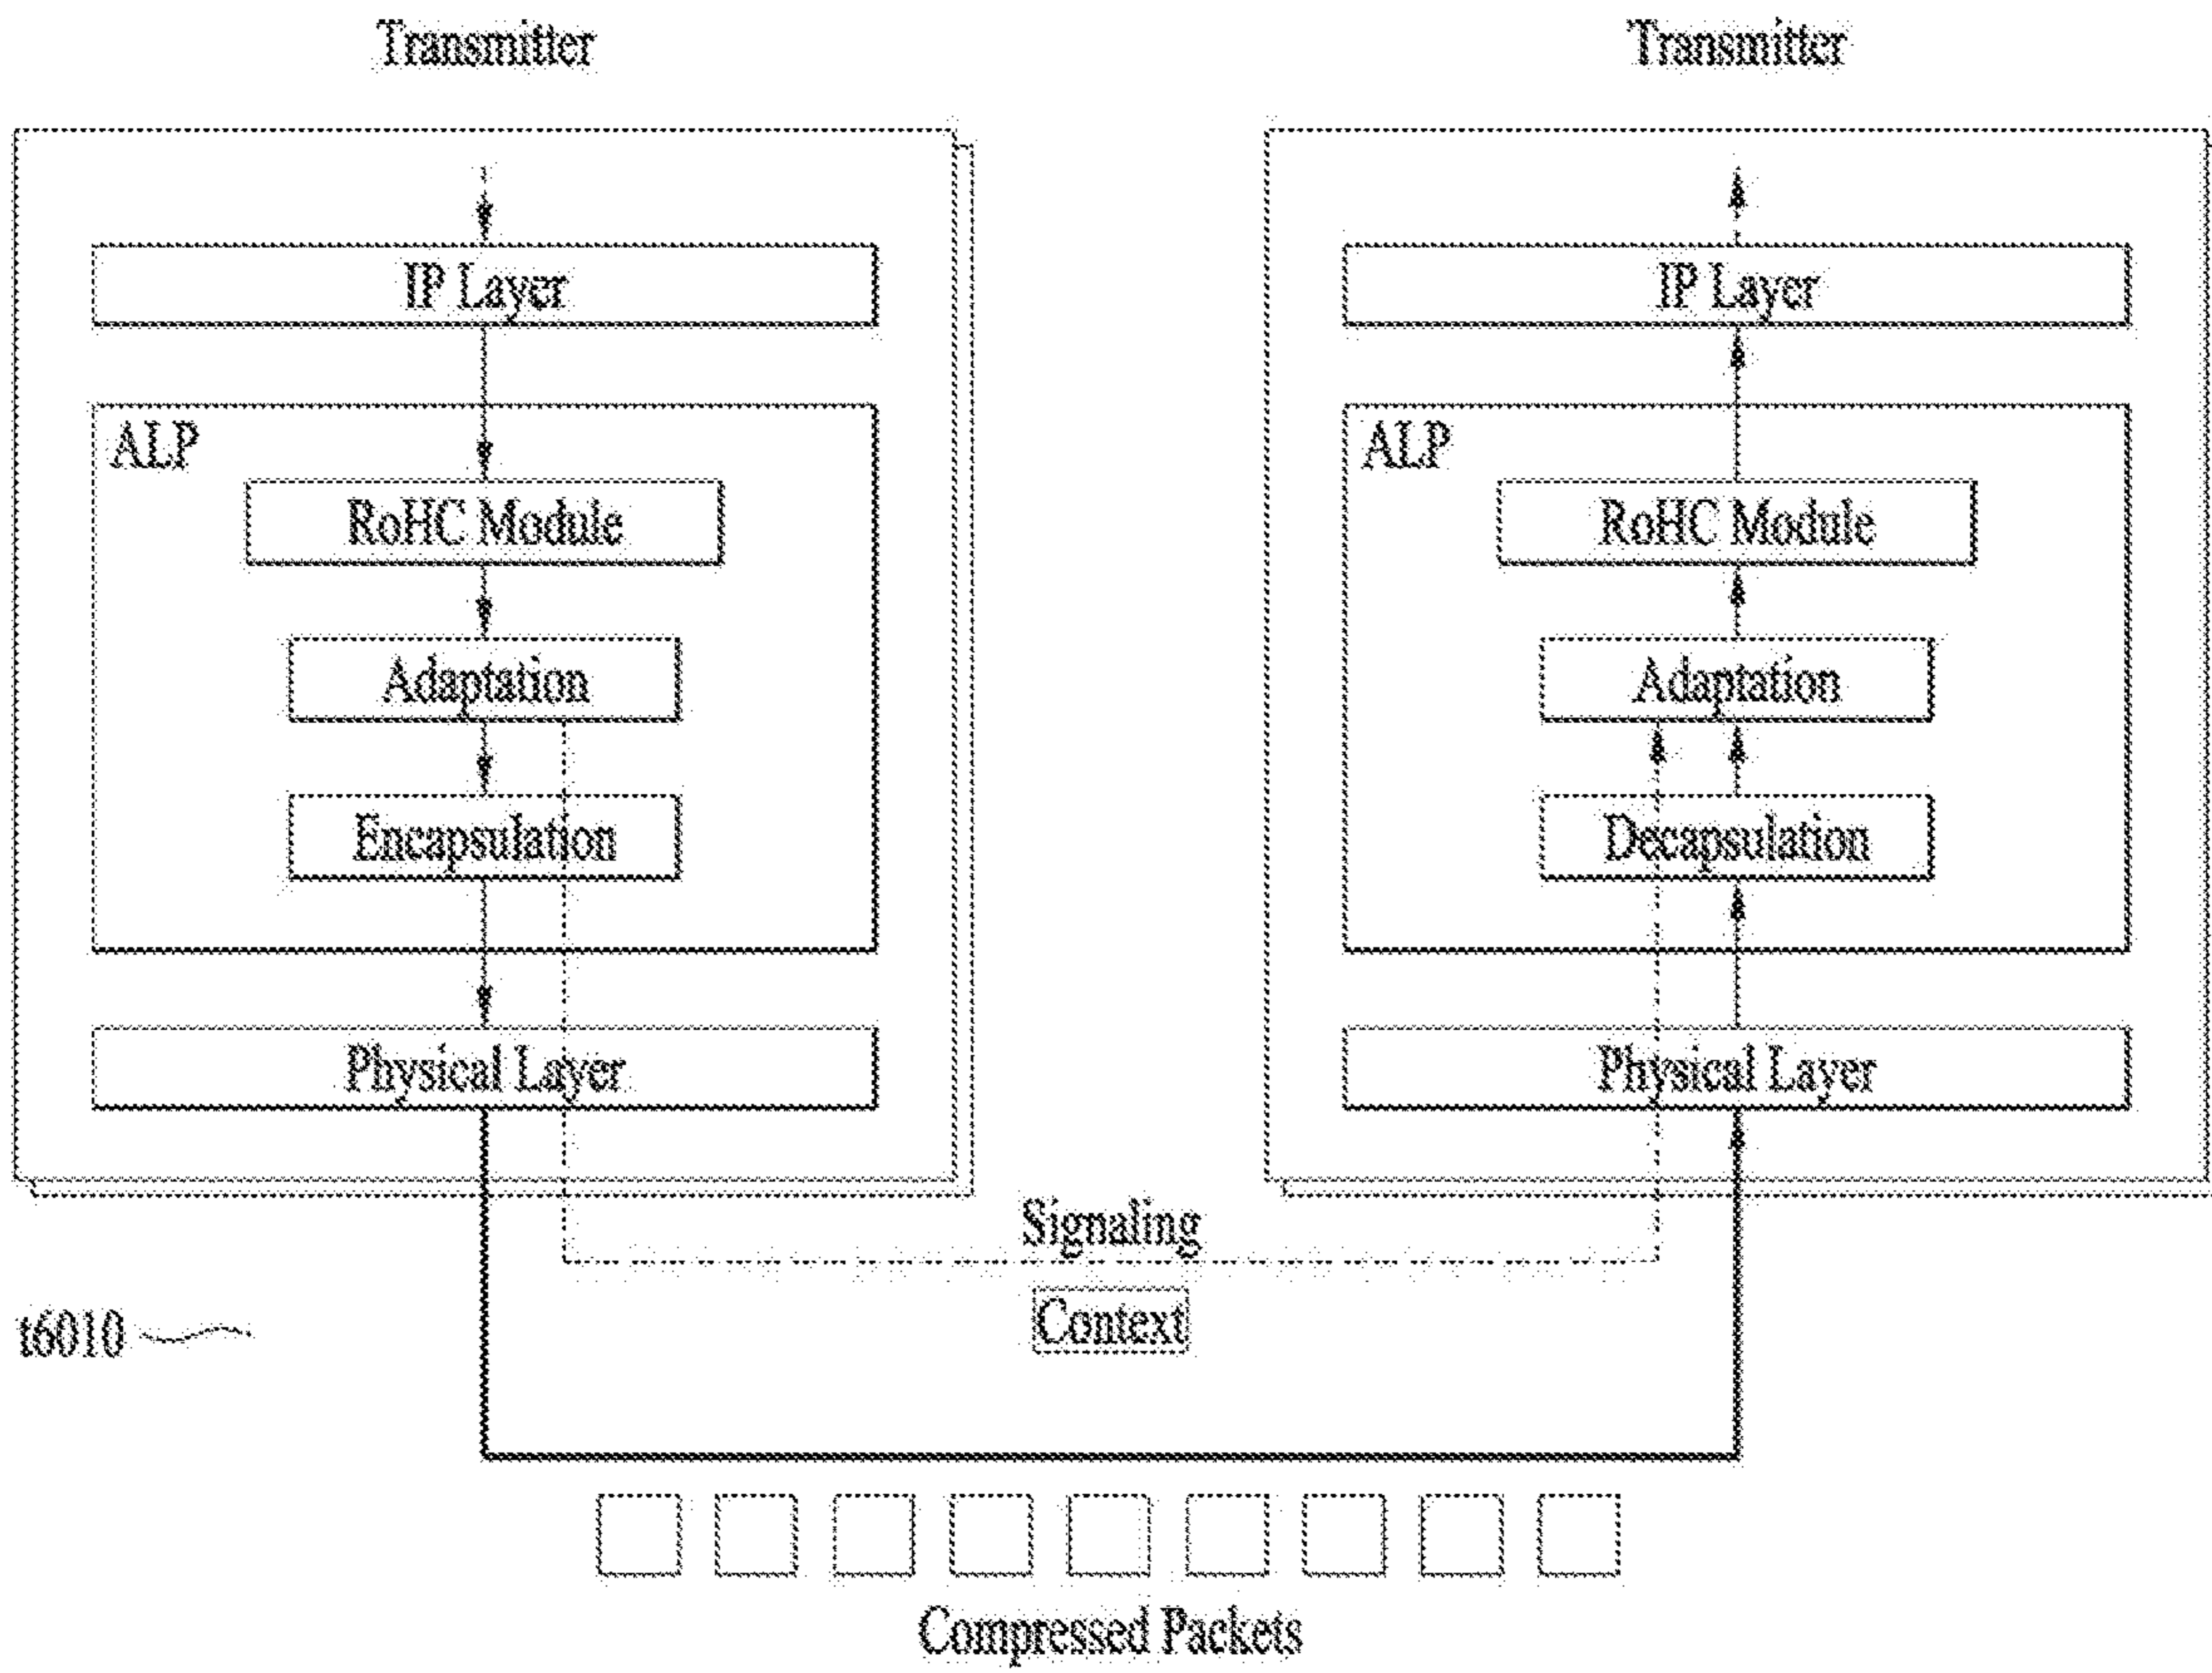 Transmitter
IP Layer
ALP
RoHC Module
Adaptation
Encapsulation
Physical Layer
Transmitter
IP Layer
ALP
RoHC Module
Adaptation
Decapsulation
Physical Layer
Signaling
Context
t6010
Compressed Packets